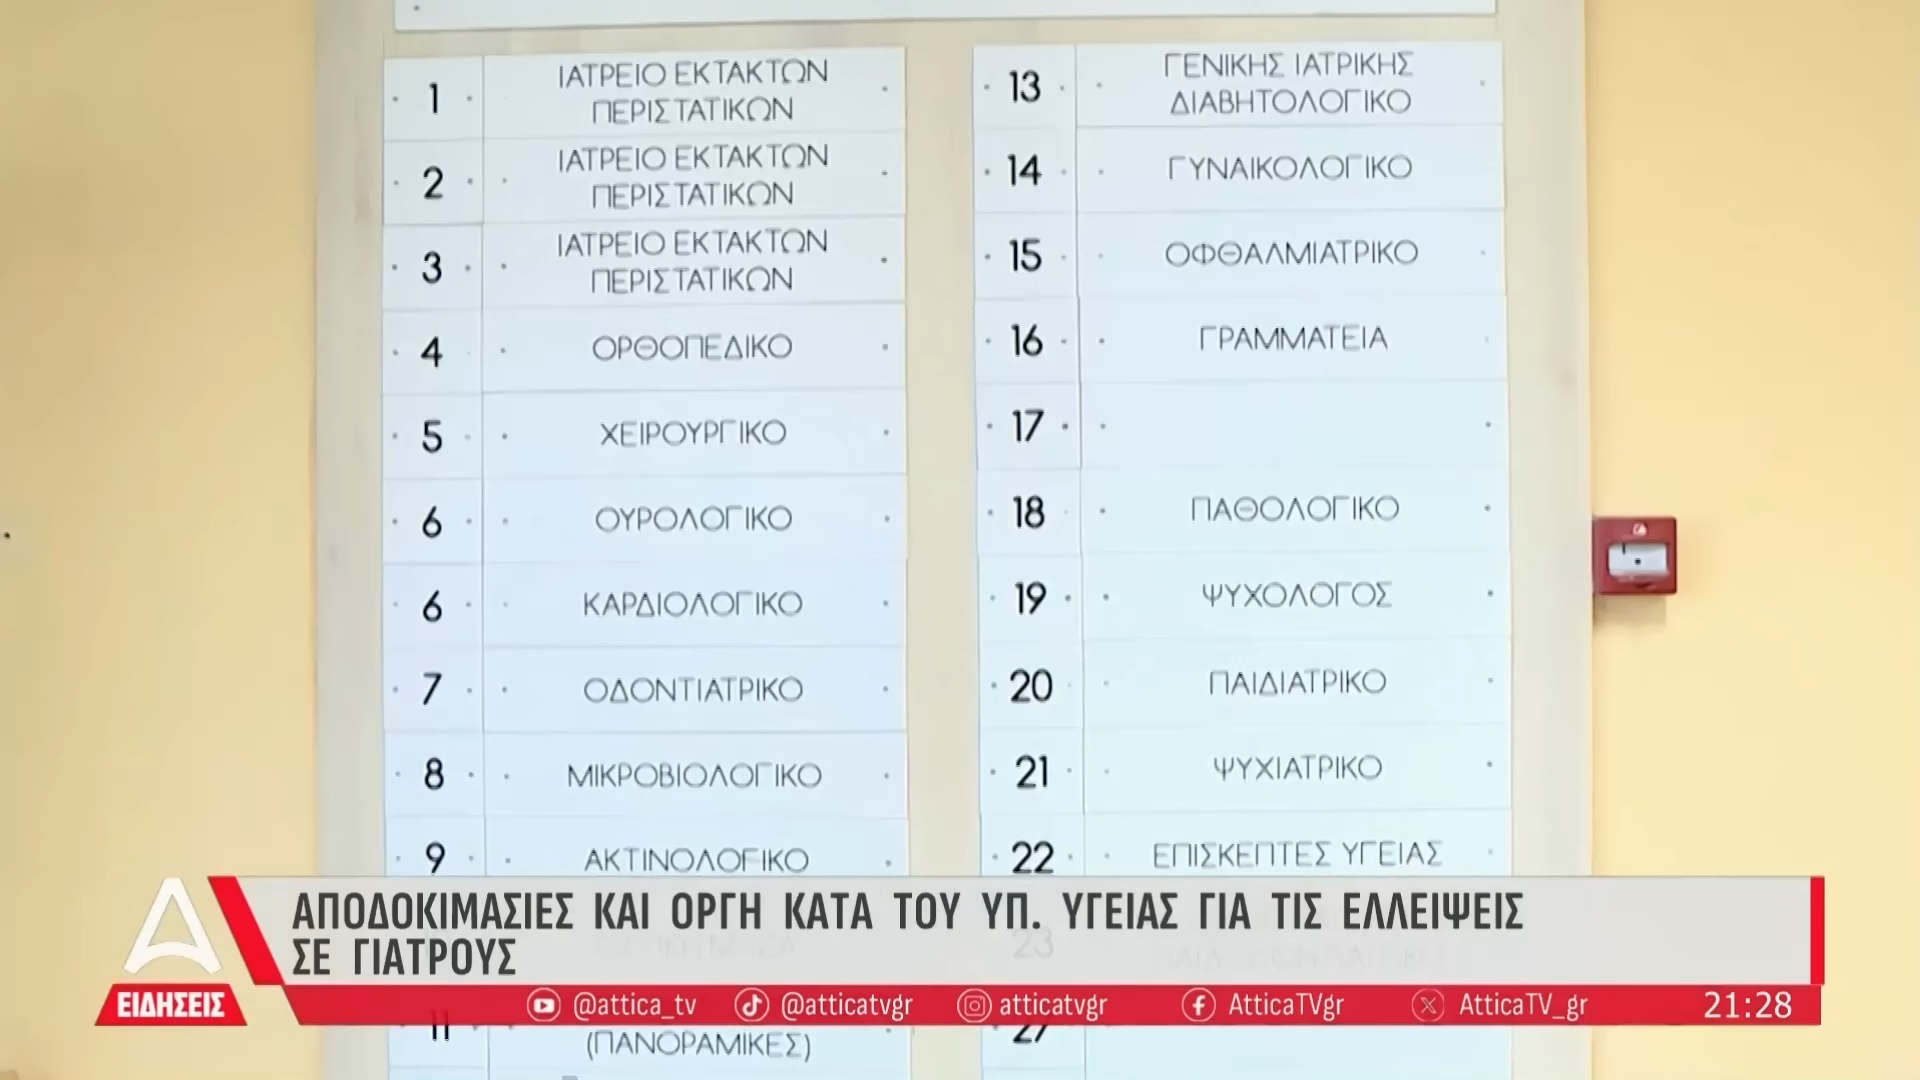 1 ΙΑΤΡΕΙΟ ΕΚΤΑΚΤΩΝ
ΠΕΡΙΣΤΑΤΙΚΩΝ
2 ΙΑΤΡΕΙΟ ΕΚΤΑΚΤΩΝ
ΠΕΡΙΣΤΑΤΙΚΩΝ
3 ΙΑΤΡΕΙΟ ΕΚΤΑΚΤΩΝ
ΠΕΡΙΣΤΑΤΙΚΩΝ
4 ΟΡΘΟΠΕΔΙΚΟ
5 ΧΕΙΡΟΥΡΓΙΚΟ
6 ΟΥΡΟΛΟΓΙΚΟ
6 ΚΑΡΔΙΟΛΟΓΙΚΟ
7 ΟΔΟΝΤΙΑΤΡΙΚΟ
8 ΜΙΚΡΟΒΙΟΛΟΓΙΚΟ
9 ΑΚΤΙΝΟΛΟΓΙΚΟ
11
(ΠΑΝΟΡΑΜΙΚΕΣ)
13 ΓΕΝΙΚΗΣ ΙΑΤΡΙΚΗΣ
ΔΙΑΒΗΤΟΛΟΓΙΚΟ
14 ΓΥΝΑΙΚΟΛΟΓΙΚΟ
15 ΟΦΘΑΛΜΙΑΤΡΙΚΟ
16 ΓΡΑΜΜΑΤΕΙΑ
17
18 ΠΑΘΟΛΟΓΙΚΟ
19 ΨΥΧΟΛΟΓΟΣ
20 ΠΑΙΔΙΑΤΡΙΚΟ
21 ΨΥΧΙΑΤΡΙΚΟ
22 ΕΠΙΣΚΕΠΤΕΣ ΥΓΕΙΑΣ
23
ΑΠΟΔΟΚΙΜΑΣΙΕΣ ΚΑΙ ΟΡΓΗ ΚΑΤΑ ΤΟΥ ΥΠ. ΥΓΕΙΑΣ ΓΙΑ ΤΙΣ ΕΛΛΕΙΨΕΙΣ
ΣΕ ΓΙΑΤΡΟΥΣ
ΕΙΔΗΣΕΙΣ
@attica_tv @atticatvgr atticatvgr AtticaTVgr AtticaTV_gr 21:28